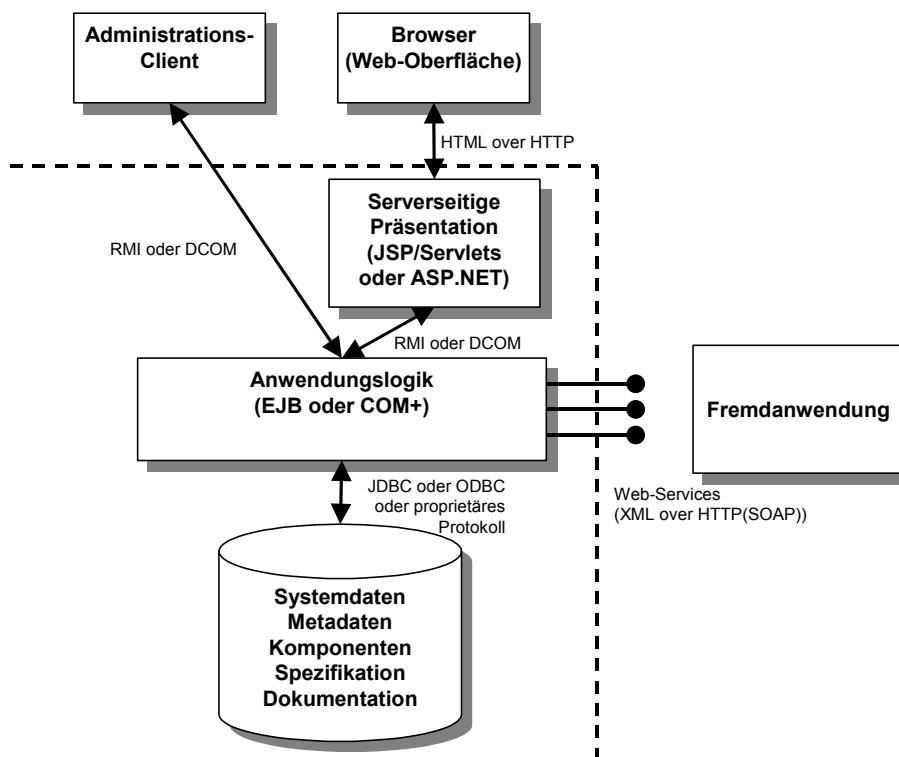 Administrations-
Client
Browser
(Web-Oberfläche)
HTML over HTTP
Serverseitige
Präsentation
(JSP/Servlets
oder ASP.NET)
RMI oder DCOM
RMI oder DCOM
Anwendungslogik
(EJB oder COM+)
Fremdanwendung
JDBC oder ODBC
oder proprietäres
Protokoll
Web-Services
(XML over HTTP(SOAP))
Systemdaten
Metadaten
Komponenten
Spezifikation
Dokumentation